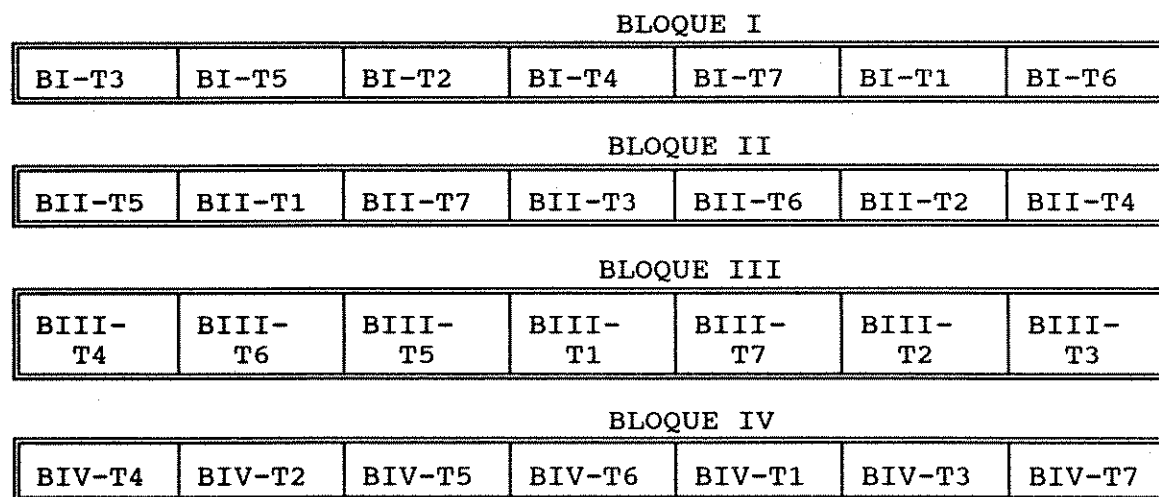 BLOQUE I
BI-T3 BI-T5 BI-T2 BI-T4 BI-T7 BI-T1 BI-T6
BLOQUE II
BII-T5 BII-T1 BII-T7 BII-T3 BII-T6 BII-T2 BII-T4
BLOQUE III
BIII- BIII- BIII- BIII- BIII- BIII- BIII-
T4 T6 T5 T1 T7 T2 T3
BLOQUE IV
BIV-T4 BIV-T2 BIV-T5 BIV-T6 BIV-T1 BIV-T3 BIV-T7